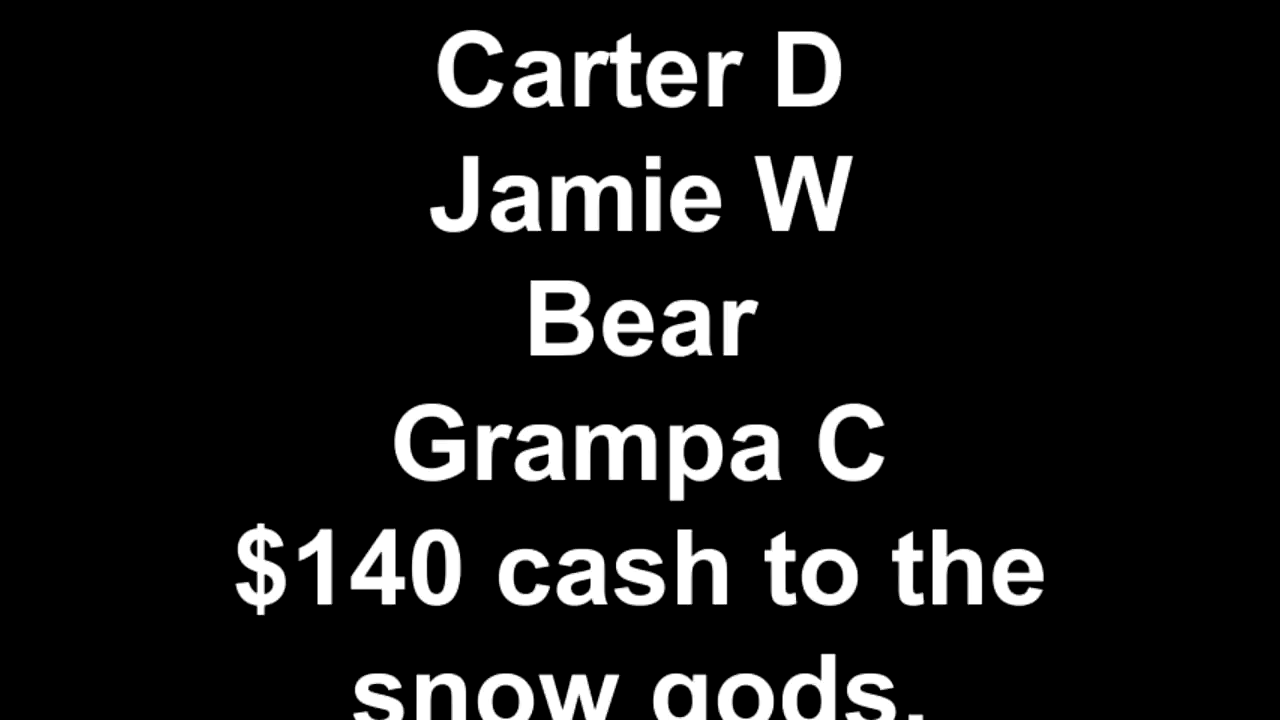 Carter D
Jamie W
Bear
Grampa C
$140 cash to the
snow gods.